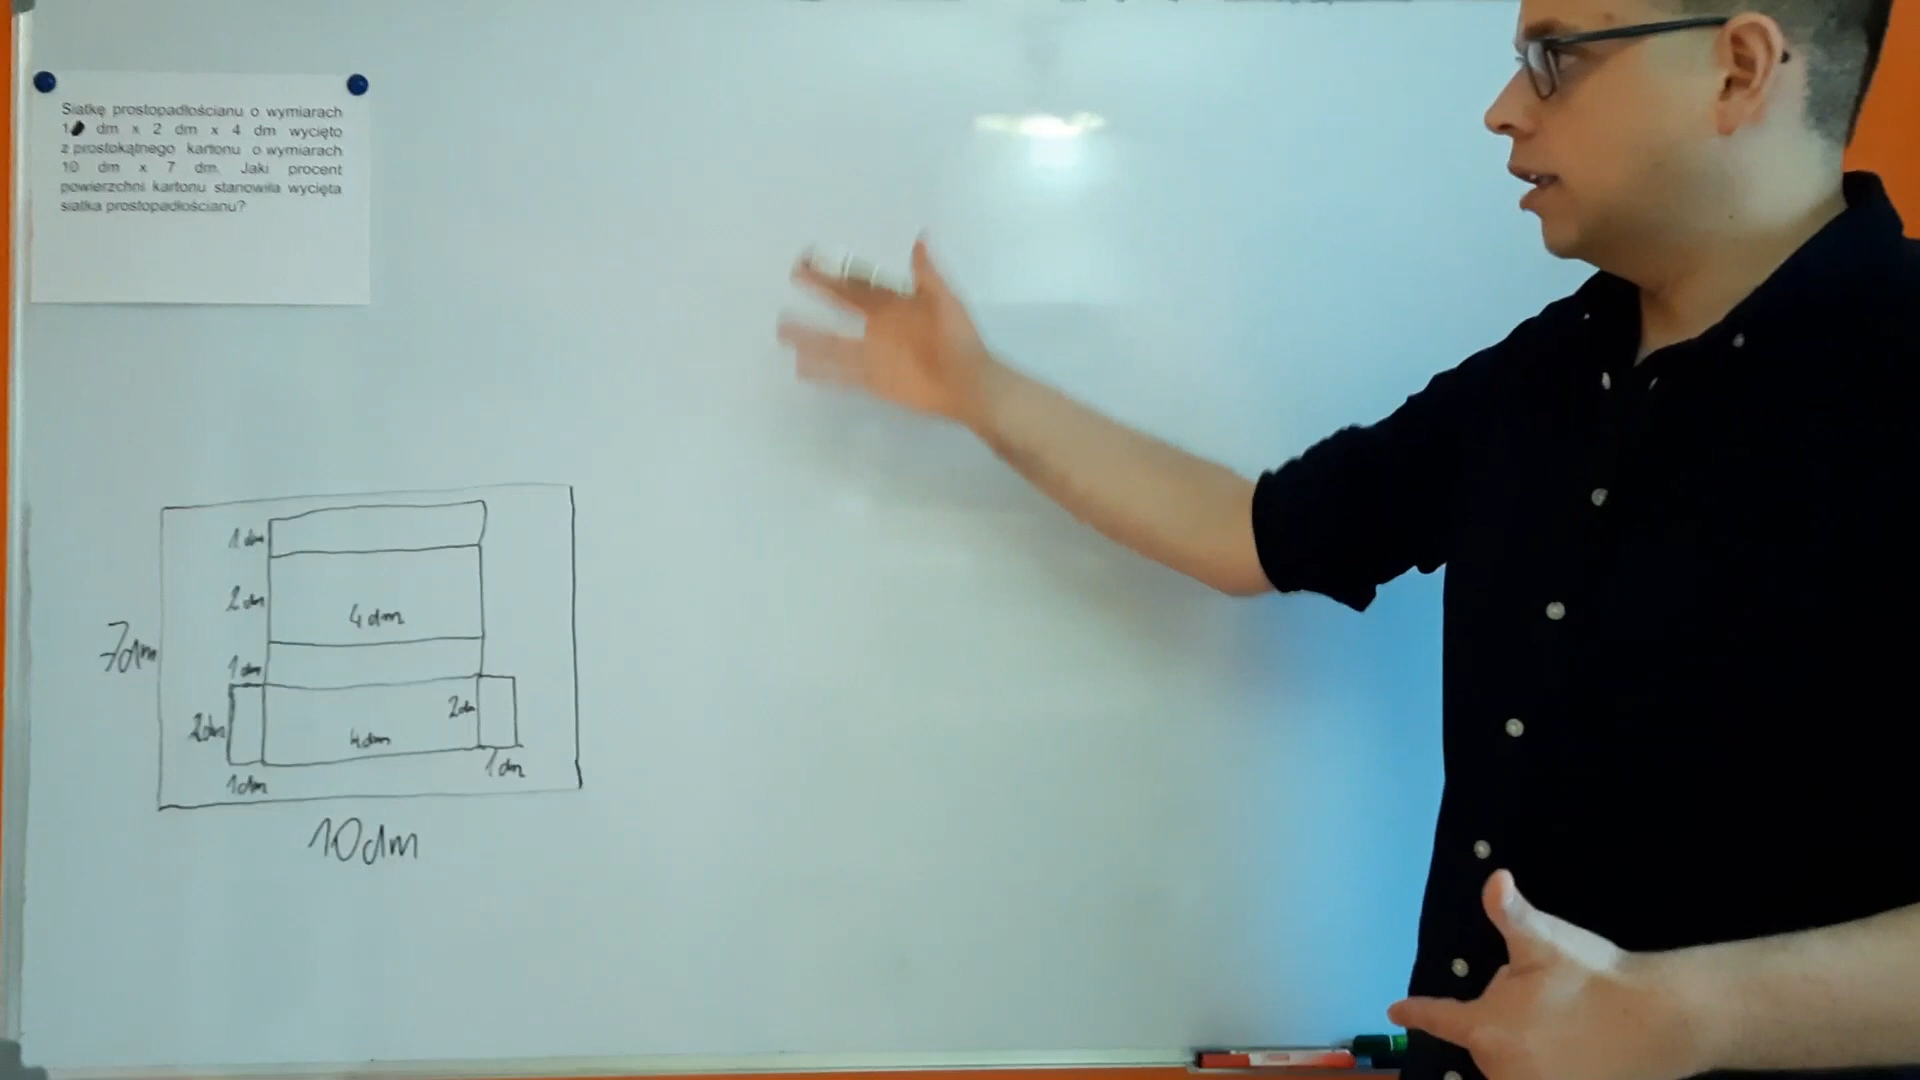 Siatkę prostopadłościanu o wymiarach
1 dm x 2 dm x 4 dm wycięto
z prostokątnego kartonu o wymiarach
10 dm x 7 dm. Jaki procent
powierzchni kartonu stanowiła wycięta
siatka prostopadłościanu?
1 dm
2 dm
4 dm
7dm
1 dm
2dm
2dm
4dm
1dm
1dm
10dm